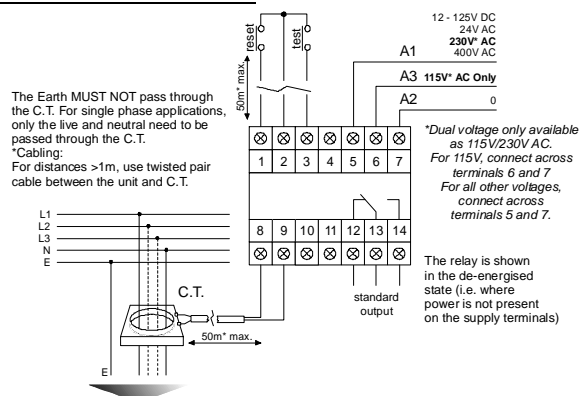 12 - 125V DC
24V AC
230V* AC
400V AC
A1
A3 115V* AC Only
A2 0
reset
test
50m* max.
The Earth MUST NOT pass through
the C.T. For single phase applications,
only the live and neutral need to be
passed through the C.T.
*Cabling:
For distances >1m, use twisted pair
cable between the unit and C.T.
*Dual voltage only available
as 115V/230V AC.
For 115V, connect across
terminals 6 and 7
For all other voltages,
connect across
terminals 5 and 7.
1 2 3 4 5 6 7
8 9 10 11 12 13 14
L1
L2
L3
N
E
C.T.
50m* max.
E
standard
output
The relay is shown
in the de-energised
state (i.e. where
power is not present
on the supply terminals)